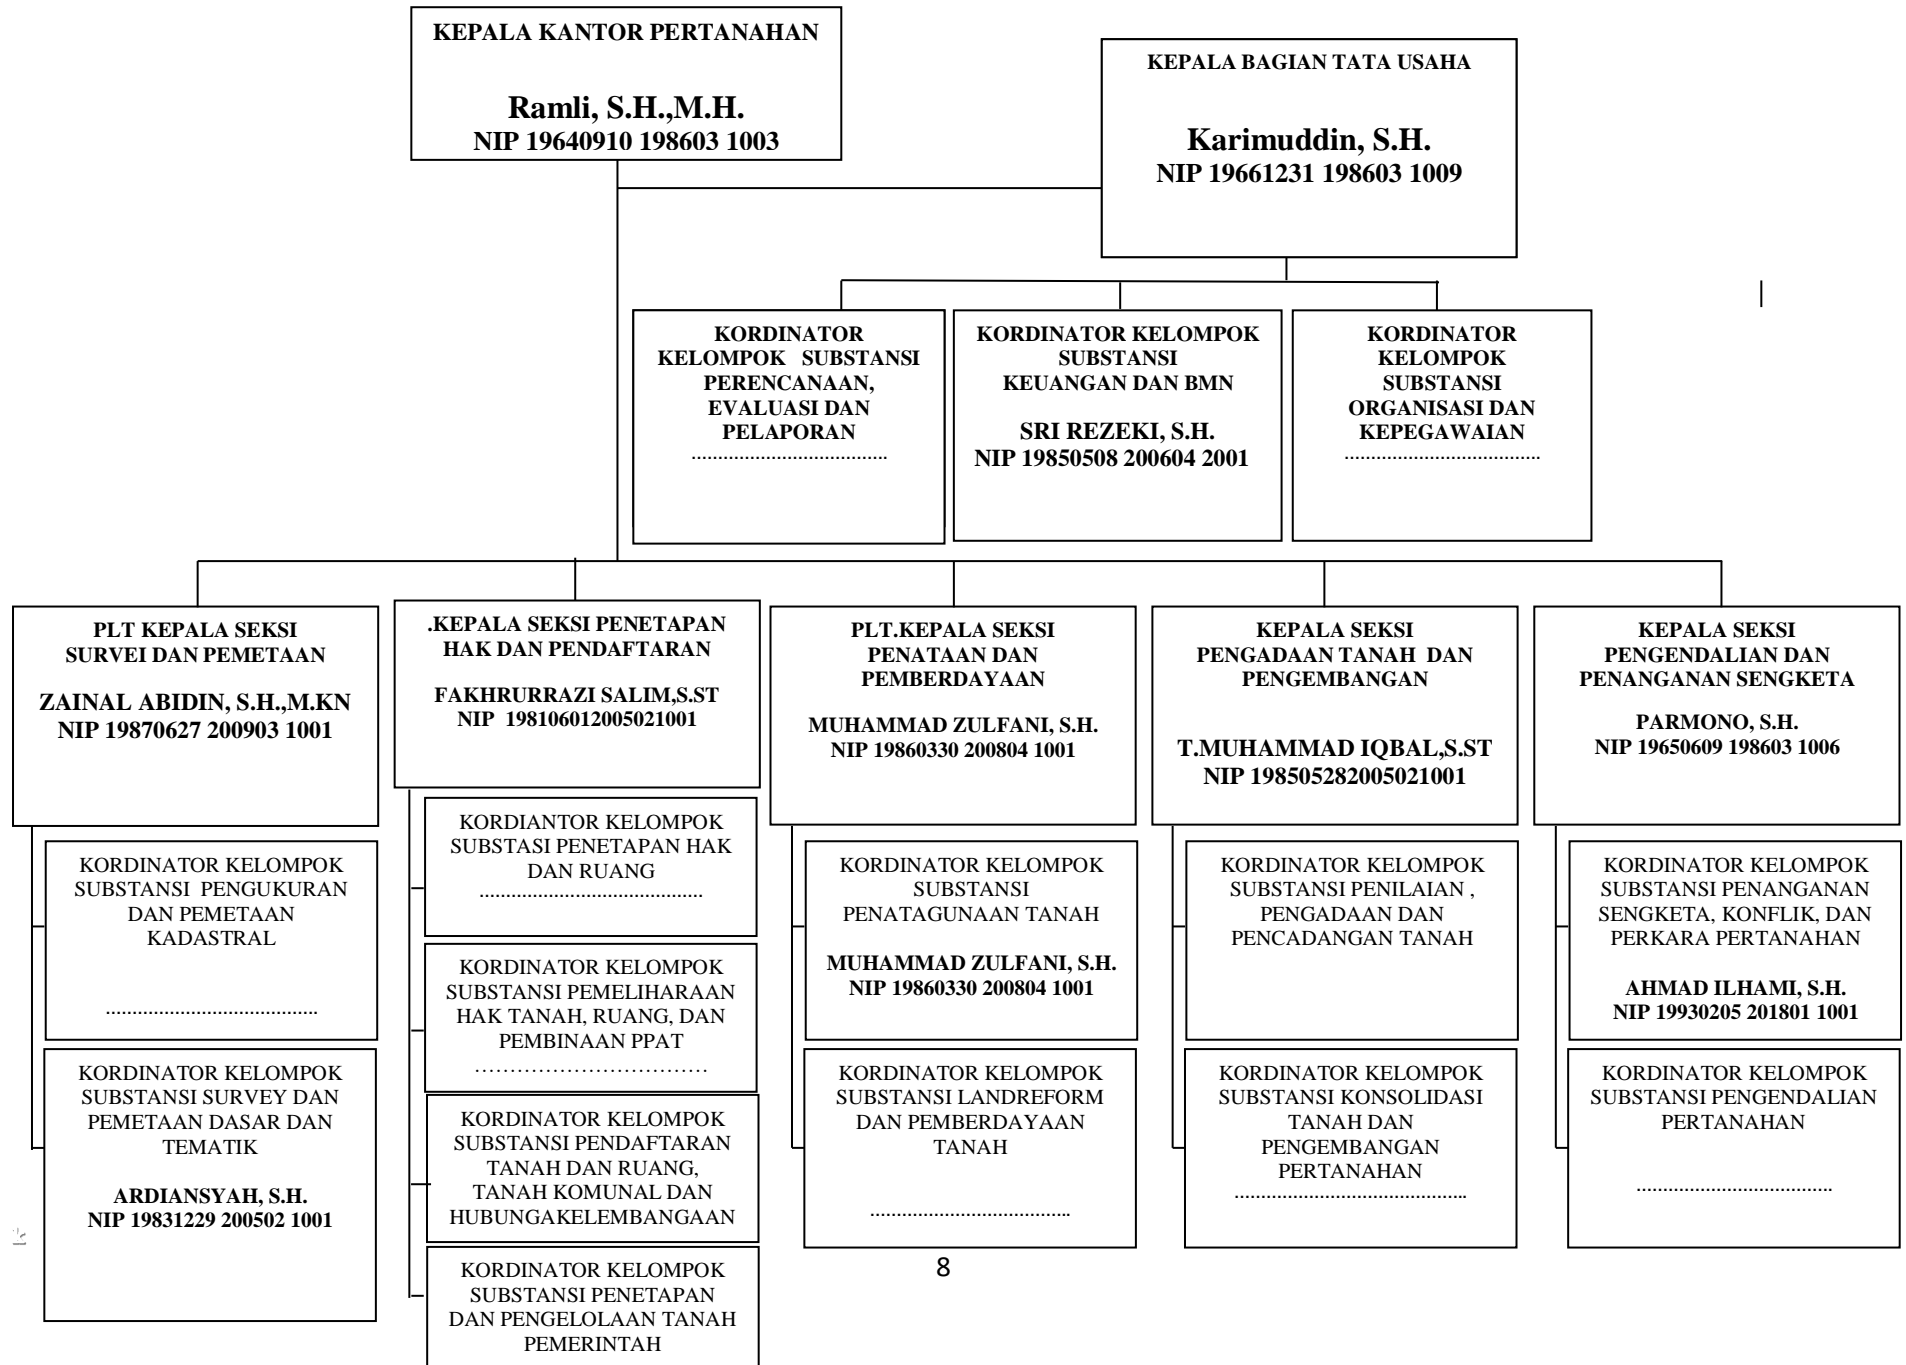 KEPALA KANTOR PERTANAHAN
Ramli, S.H.,M.H.
NIP 19640910 198603 1003
KEPALA BAGIAN TATA USAHA
Karimuddin, S.H.
NIP 19661231 198603 1009
KORDINATOR
KELOMPOK SUBSTANSI
PERENCANAAN,
EVALUASI DAN
PELAPORAN
.....................................
KORDINATOR KELOMPOK
SUBSTANSI
KEUANGAN DAN BMN
SRI REZEKI, S.H.
NIP 19850508 200604 2001
KORDINATOR
KELOMPOK
SUBSTANSI
ORGANISASI DAN
KEPEGAWAIAN
.....................................
PLT KEPALA SEKSI
SURVEI DAN PEMETAAN
ZAINAL ABIDIN, S.H.,M.KN
NIP 19870627 200903 1001
KORDINATOR KELOMPOK
SUBSTANSI PENGUKURAN
DAN PEMETAAN
KADASTRAL
........................................
KORDINATOR KELOMPOK
SUBSTANSI SURVEY DAN
PEMETAAN DASAR DAN
TEMATIK
ARDIANSYAH, S.H.
NIP 19831229 200502 1001
.KEPALA SEKSI PENETAPAN
HAK DAN PENDAFTARAN
FAKHRURRAZI SALIM,S.ST
NIP 198106012005021001
KORDIANTOR KELOMPOK
SUBSTASI PENETAPAN HAK
DAN RUANG
..........................................
KORDINATOR KELOMPOK
SUBSTANSI PEMELIHARAAN
HAK TANAH, RUANG, DAN
PEMBINAAN PPAT
……………………………
KORDINATOR KELOMPOK
SUBSTANSI PENDAFTARAN
TANAH DAN RUANG,
TANAH KOMUNAL DAN
HUBUNGAKELEMBANGAAN
KORDINATOR KELOMPOK
SUBSTANSI PENETAPAN
DAN PENGELOLAAN TANAH
PEMERINTAH
PLT.KEPALA SEKSI
PENATAAN DAN
PEMBERDAYAAN
MUHAMMAD ZULFANI, S.H.
NIP 19860330 200804 1001
KORDINATOR KELOMPOK
SUBSTANSI
PENATAGUNAAN TANAH
MUHAMMAD ZULFANI, S.H.
NIP 19860330 200804 1001
KORDINATOR KELOMPOK
SUBSTANSI LANDREFORM
DAN PEMBERDAYAAN
TANAH
......................................
KEPALA SEKSI
PENGADAAN TANAH DAN
PENGEMBANGAN
T.MUHAMMAD IQBAL,S.ST
NIP 198505282005021001
KORDINATOR KELOMPOK
SUBSTANSI PENILAIAN ,
PENGADAAN DAN
PENCADANGAN TANAH
KORDINATOR KELOMPOK
SUBSTANSI KONSOLIDASI
TANAH DAN
PENGEMBANGAN
PERTANAHAN
............................................
KEPALA SEKSI
PENGENDALIAN DAN
PENANGANAN SENGKETA
PARMONO, S.H.
NIP 19650609 198603 1006
KORDINATOR KELOMPOK
SUBSTANSI PENANGANAN
SENGKETA, KONFLIK, DAN
PERKARA PERTANAHAN
AHMAD ILHAMI, S.H.
NIP 19930205 201801 1001
KORDINATOR KELOMPOK
SUBSTANSI PENGENDALIAN
PERTANAHAN
.....................................
8